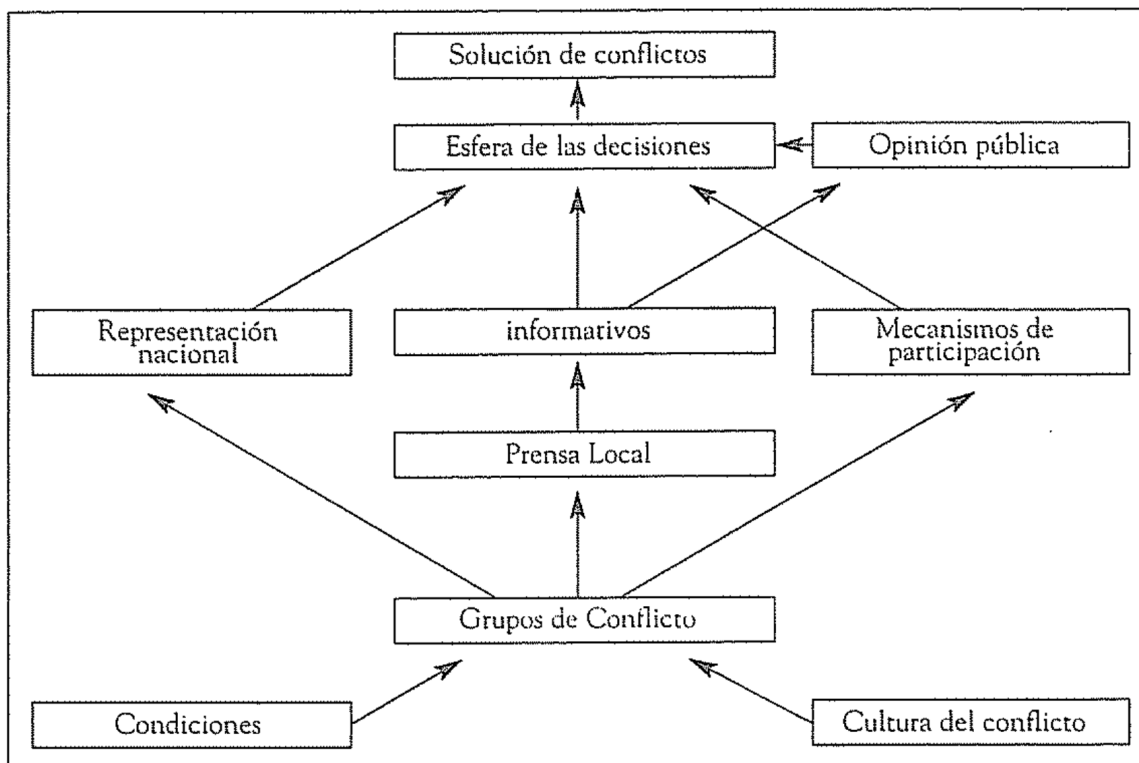 Solución de conflictos
Esfera de las decisiones
Opinión pública
Representación
nacional
informativos
Mecanismos de
participación
Prensa Local
Grupos de Conflicto
Condiciones
Cultura del conflicto